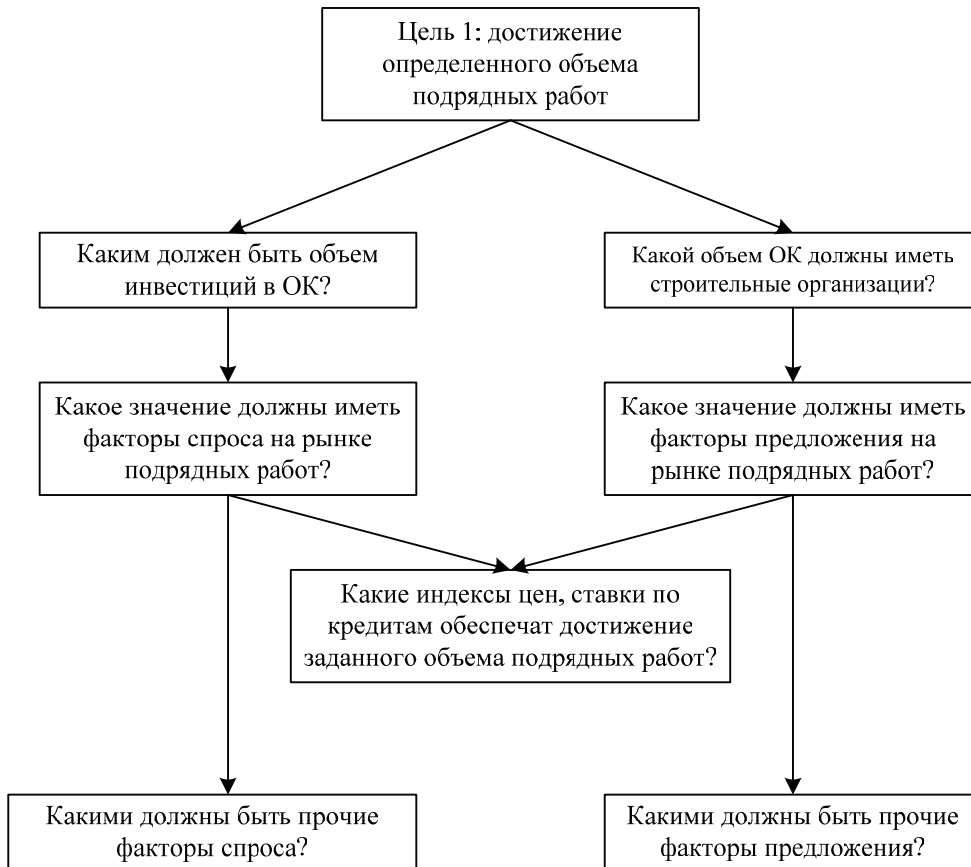 Цель 1: достижение
определенного объема
подрядных работ
Каким должен быть объем
инвестиций в ОК?
Какой объем ОК должны иметь
строительные организации?
Какое значение должны иметь
факторы спроса на рынке
подрядных работ?
Какое значение должны иметь
факторы предложения на
рынке подрядных работ?
Какие индексы цен, ставки по
кредитам обеспечат достижение
заданного объема подрядных работ?
Какими должны быть прочие
факторы спроса?
Какими должны быть прочие
факторы предложения?